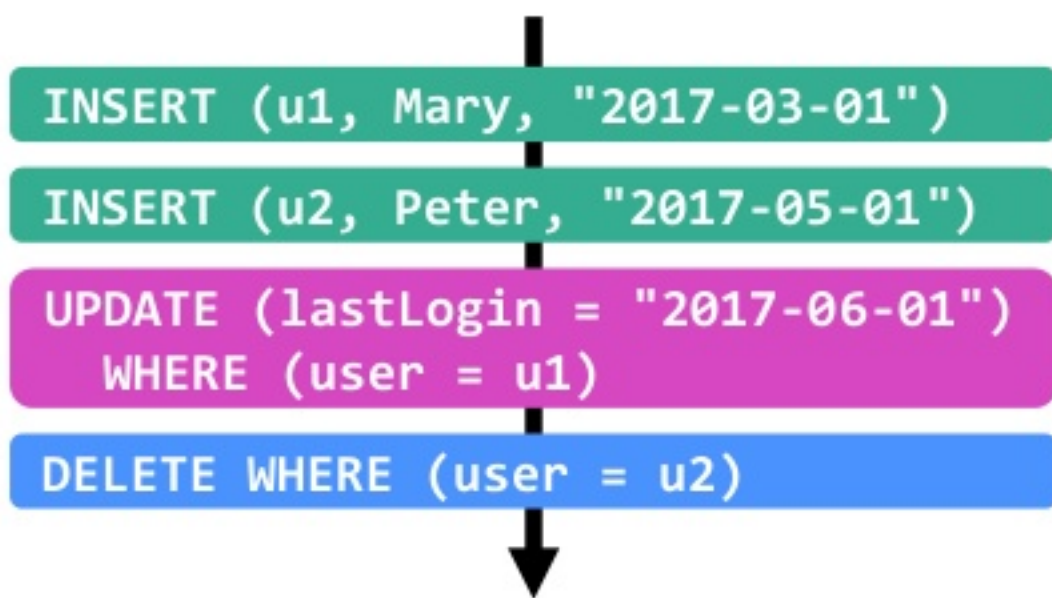 INSERT (u1, Mary, "2017-03-01")
INSERT (u2, Peter, "2017-05-01")
UPDATE (lastLogin = "2017-06-01")
WHERE (user = u1)
DELETE WHERE (user = u2)